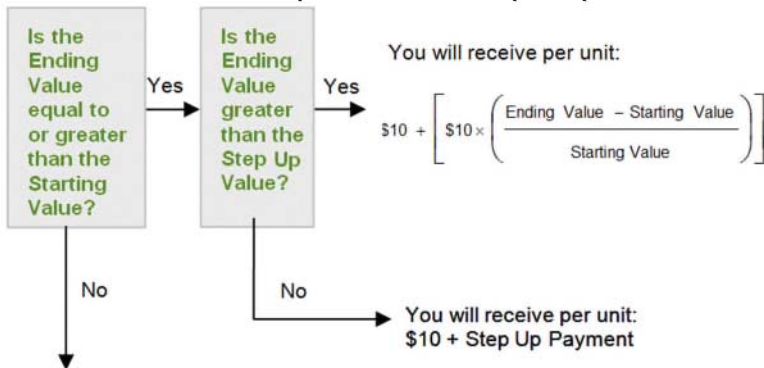 Is the
Ending
Value
equal to
or greater
than the
Starting
Value?
Yes
Is the
Ending
Value
greater
than the
Step Up
Value?
Yes
You will receive per unit:
$10 + [ $10 × ( Ending Value – Starting Value
Starting Value ) ]
No
No
You will receive per unit:
$10 + Step Up Payment